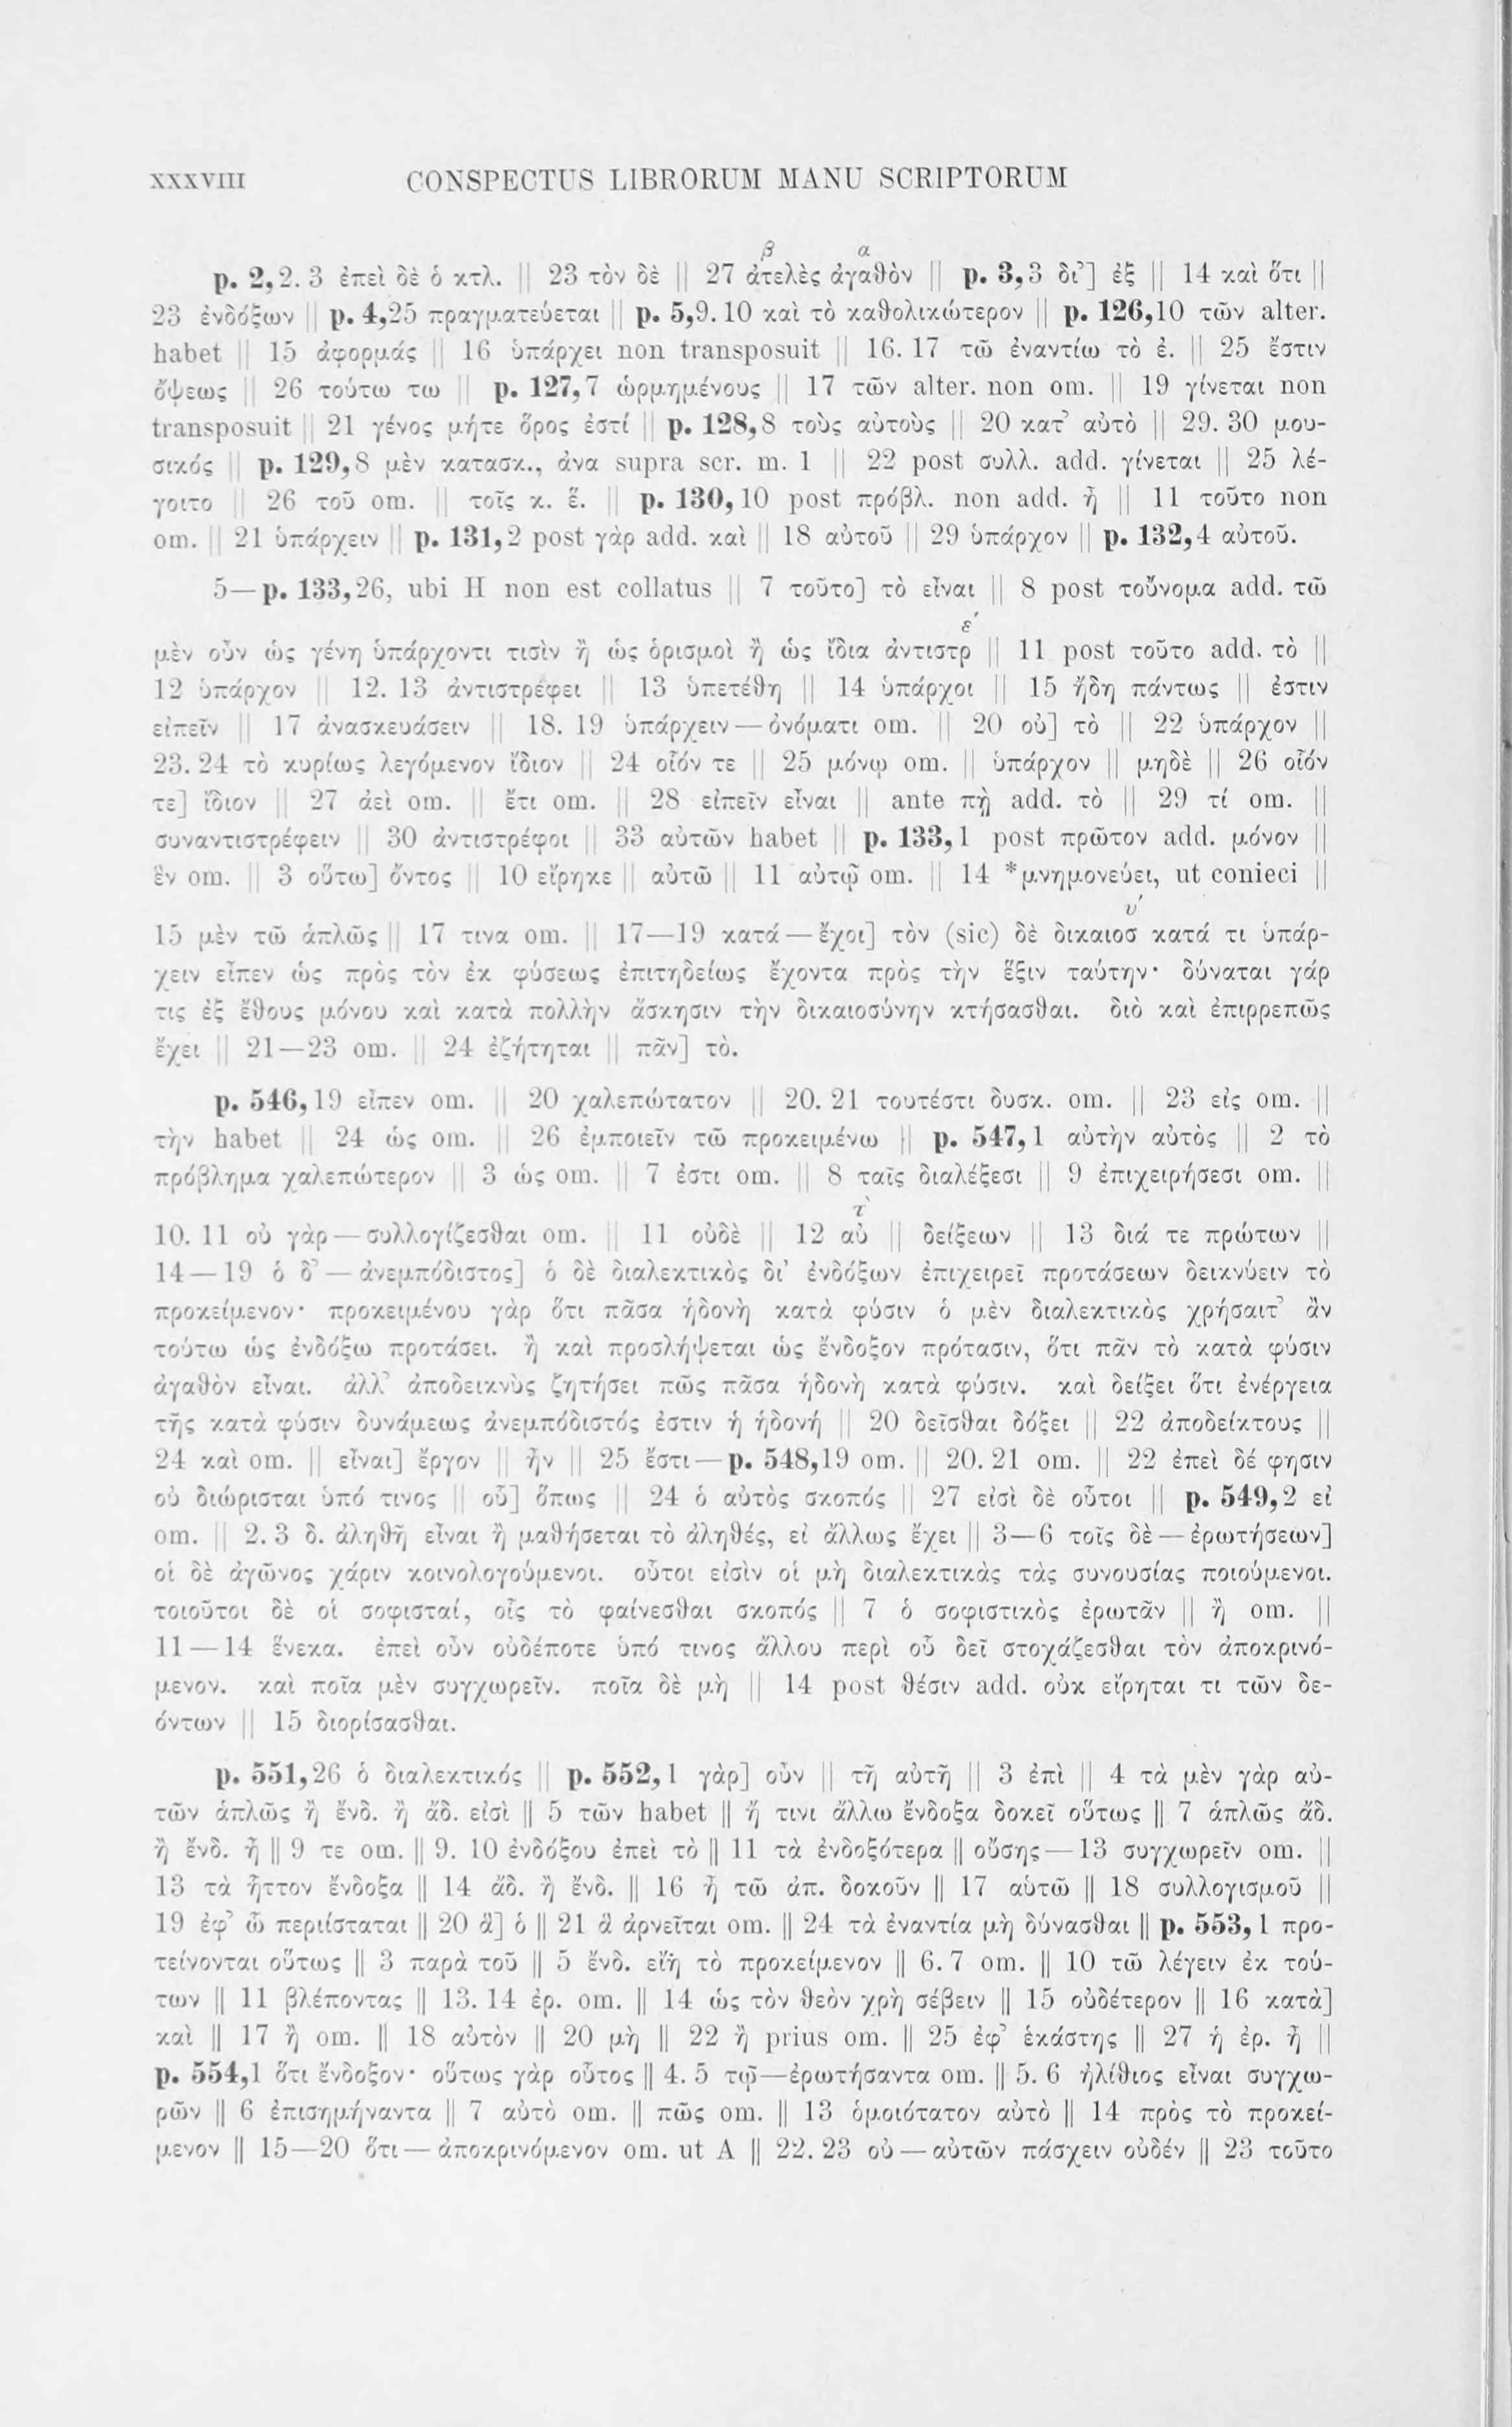 XXXVIII CONSPECTUS LIBRORUM MANU SCRIPTORUM
β α
p. 2,2. 3 ἐπεὶ δὲ ὁ κτλ. || 23 τὸν δὲ || 27 ἀτελὲς ἀγαθὸν || p. 3,3 δι’] ἐξ || 14 καὶ ὅτι ||
23 ἐνδόξων || p. 4,25 πραγματεύεται || p. 5,9. 10 καὶ τὸ καθολικώτερον || p. 126,10 τῶν alter.
habet || 15 ἀφορμάς || 16 ὑπάρχει non transposuit || 16. 17 τῶ ἐναντίω τὸ ἐ. || 25 ἔστιν
ὄψεως || 26 τούτω τω || p. 127,7 ὡρμημένους || 17 τῶν alter. non om. || 19 γίνεται non
transposuit || 21 γένος μήτε ὅρος ἐστί || p. 128,8 τοὺς αὐτοὺς || 20 κατ’ αὐτὸ || 29. 30 μου-
σικός || p. 129,8 μὲν κατασκ., ἀνα supra scr. m. 1 || 22 post συλλ. add. γίνεται || 25 λέ-
γοιτο || 26 τοῦ om. || τοῖς κ. ἕ. || p. 130,10 post πρόβλ. non add. ἢ || 11 τοῦτο non
om. || 21 ὑπάρχειν || p. 131,2 post γὰρ add. καὶ || 18 αὐτοῦ || 29 ὑπάρχον || p. 132,4 αὐτοῦ.
5—p. 133,26, ubi H non est collatus || 7 τοῦτο] τὸ εἶναι || 8 post τοὔνομα add. τῶ
ε´
μὲν οὖν ὡς γένη ὑπάρχοντι τισὶν ἢ ὡς ὁρισμοὶ ἢ ὡς ἴδια ἀντιστρ || 11 post τοῦτο add. τὸ ||
12 ὑπάρχον || 12. 13 ἀντιστρέφει || 13 ὑπετέθη || 14 ὑπάρχοι || 15 ἤδη πάντως || ἐστιν
εἰπεῖν || 17 ἀνασκευάσειν || 18. 19 ὑπάρχειν — ὀνόματι om. || 20 οὐ] τὸ || 22 ὑπάρχον ||
23. 24 τὸ κυρίως λεγόμενον ἴδιον || 24 οἷόν τε || 25 μόνῳ om. || ὑπάρχον || μηδὲ || 26 οἷόν
τε] ἴδιον || 27 ἀεὶ om. || ἔτι om. || 28 εἰπεῖν εἶναι || ante πὴ add. τὸ || 29 τί om. ||
συναντιστρέφειν || 30 ἀντιστρέφοι || 33 αὐτῶν habet || p. 133,1 post πρῶτον add. μόνον ||
ἓν om. || 3 οὕτω] ὄντος || 10 εἴρηκε || αὐτῶ || 11 αὐτῷ om. || 14 *μνημονεύει, ut conieci ||
υ´
15 μὲν τῶ ἁπλῶς || 17 τινα om. || 17—19 κατά — ἔχοι] τὸν (sic) δὲ δικαιοσ κατά τι ὑπάρ-
χειν εἶπεν ὡς πρὸς τὸν ἐκ φύσεως ἐπιτηδείως ἔχοντα πρὸς τὴν ἕξιν ταύτην· δύναται γάρ
τις ἐξ ἔθους μόνου καὶ κατὰ πολλὴν ἄσκησιν τὴν δικαιοσύνην κτήσασθαι. διὸ καὶ ἐπιρρεπῶς
ἔχει || 21—23 om. || 24 ἐζήτηται || πᾶν] τὸ.
p. 546,19 εἶπεν om. || 20 χαλεπώτατον || 20. 21 τουτέστι δυσκ. om. || 23 εἰς om. ||
τὴν habet || 24 ὡς om. || 26 ἐμποιεῖν τῶ προκειμένω || p. 547,1 αὐτὴν αὐτὸς || 2 τὸ
πρόβλημα χαλεπώτερον || 3 ὡς om. || 7 ἐστι om. || 8 ταῖς διαλέξεσι || 9 ἐπιχειρήσεσι om. ||
τ`
10. 11 οὐ γὰρ — συλλογίζεσθαι om. || 11 οὐδὲ || 12 αὐ || δείξεων || 13 διά τε πρώτων ||
14 — 19 ὁ δ’ — ἀνεμπόδιστος] ὁ δὲ διαλεκτικὸς δι’ ἐνδόξων ἐπιχειρεῖ προτάσεων δεικνύειν τὸ
προκείμενον· προκειμένου γὰρ ὅτι πᾶσα ἡδονὴ κατὰ φύσιν ὁ μὲν διαλεκτικὸς χρήσαιτ’ ἂν
τούτω ὡς ἐνδόξω προτάσει. ἢ καὶ προσλήψεται ὡς ἔνδοξον πρότασιν, ὅτι πᾶν τὸ κατὰ φύσιν
ἀγαθὸν εἶναι. ἀλλ’ ἀποδεικνὺς ζητήσει πῶς πᾶσα ἡδονὴ κατὰ φύσιν. καὶ δείξει ὅτι ἐνέργεια
τῆς κατὰ φύσιν δυνάμεως ἀνεμπόδιστός ἐστιν ἡ ἡδονή || 20 δεῖσθαι δόξει || 22 ἀποδείκτους ||
24 καὶ om. || εἶναι] ἔργον || ἦν || 25 ἔστι — p. 548,19 om. || 20. 21 om. || 22 ἐπεὶ δέ φησιν
οὐ διώρισται ὑπό τινος || οὗ] ὅπως || 24 ὁ αὐτὸς σκοπός || 27 εἰσὶ δὲ οὗτοι || p. 549,2 εἰ
om. || 2. 3 δ. ἀληθῆ εἶναι ἢ μαθήσεται τὸ ἀληθές, εἰ ἄλλως ἔχει || 3—6 τοῖς δὲ — ἐρωτήσεων]
οἱ δὲ ἀγῶνος χάριν κοινολογούμενοι. οὗτοι εἰσὶν οἱ μὴ διαλεκτικὰς τὰς συνουσίας ποιούμενοι.
τοιοῦτοι δὲ οἱ σοφισταί, οἷς τὸ φαίνεσθαι σκοπός || 7 ὁ σοφιστικὸς ἐρωτᾶν || ἢ om. ||
11 — 14 ἕνεκα. ἐπεὶ οὖν οὐδέποτε ὑπό τινος ἄλλου περὶ οὗ δεῖ στοχάζεσθαι τὸν ἀποκρινό-
μενον. καὶ ποῖα μὲν συγχωρεῖν. ποῖα δὲ μὴ || 14 post θέσιν add. οὐκ εἴρηται τι τῶν δε-
όντων || 15 διορίσασθαι.
p. 551,26 ὁ διαλεκτικός || p. 552,1 γὰρ] οὖν || τῆ αὐτῆ || 3 ἐπὶ || 4 τὰ μὲν γὰρ αὐ-
τῶν ἁπλῶς ἢ ἔνδ. ἢ ἄδ. εἰσὶ || 5 τῶν habet || ἤ τινι ἄλλω ἔνδοξα δοκεῖ οὕτως || 7 ἁπλῶς ἄδ.
ἢ ἔνδ. ἦ || 9 τε om. || 9. 10 ἐνδόξου ἐπεὶ τὸ || 11 τὰ ἐνδοξότερα || οὔσης — 13 συγχωρεῖν om. ||
13 τὰ ἧττον ἔνδοξα || 14 ἄδ. ἢ ἔνδ. || 16 ἦ τῶ ἀπ. δοκοῦν || 17 αὑτῶ || 18 συλλογισμοῦ ||
19 ἐφ’ ὧ περιίσταται || 20 ἃ] ὁ || 21 ἃ ἀρνεῖται om. || 24 τὰ ἐναντία μὴ δύνασθαι || p. 553,1 προ-
τείνονται οὕτως || 3 παρὰ τοῦ || 5 ἔνδ. εἴη τὸ προκείμενον || 6. 7 om. || 10 τῶ λέγειν ἐκ τού-
των || 11 βλέποντας || 13. 14 ἐρ. om. || 14 ὡς τὸν θεὸν χρὴ σέβειν || 15 οὐδέτερον || 16 κατὰ]
καὶ || 17 ἢ om. || 18 αὐτὸν || 20 μὴ || 22 ἢ prius om. || 25 ἐφ’ ἑκάστης || 27 ἡ ἐρ. ἦ ||
p. 554,1 ὅτι ἔνδοξον· οὕτως γὰρ οὗτος || 4. 5 τῷ—ἐρωτήσαντα om. || 5. 6 ἠλίθιος εἶναι συγχω-
ρῶν || 6 ἐπισημήναντα || 7 αὐτὸ om. || πῶς om. || 13 ὁμοιότατον αὐτὸ || 14 πρὸς τὸ προκεί-
μενον || 15—20 ὅτι — ἀποκρινόμενον om. ut A || 22. 23 οὐ — αὐτῶν πάσχειν οὐδέν || 23 τοῦτο